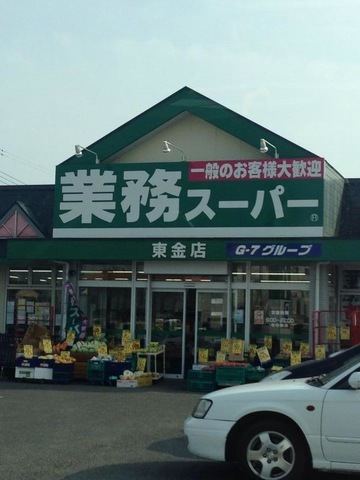 一般のお客様大歓迎
業務スーパー
東金店
G-7グループ